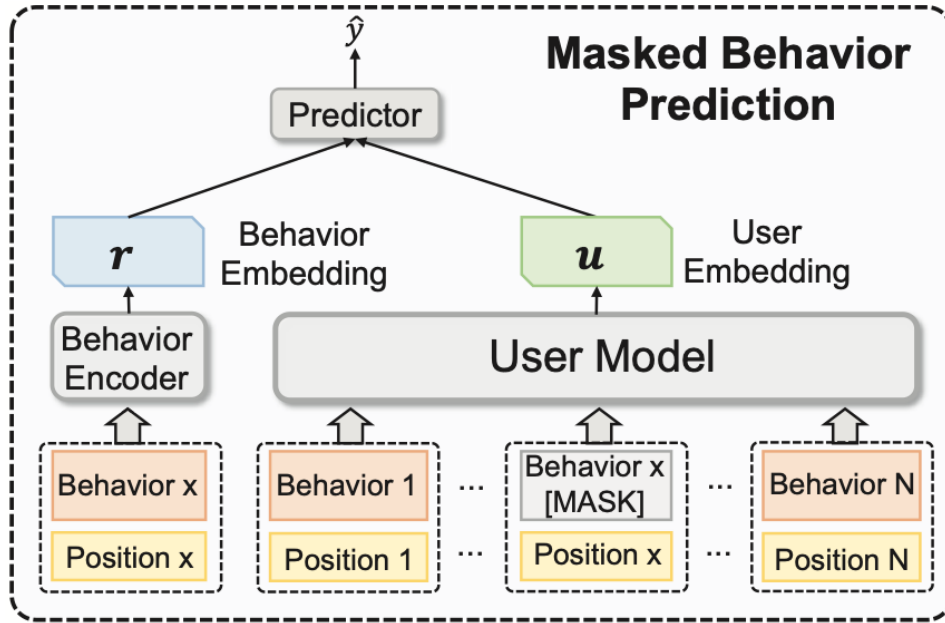 ŷ
Masked Behavior
Prediction
Predictor
r
Behavior
Embedding
u
User
Embedding
Behavior
Encoder
User Model
Behavior x
Behavior 1
...
Behavior x
[MASK]
...
Behavior N
Position x
Position 1
...
Position x
...
Position N